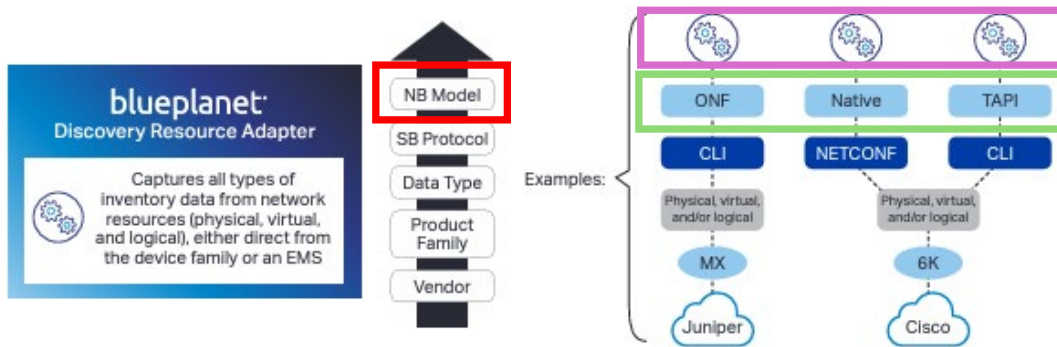 blueplanet
Discovery Resource Adapter
Captures all types of
inventory data from network
resources (physical, virtual,
and logical), either direct from
the device family or an EMS
NB Model
SB Protocol
Data Type
Product
Family
Vendor
Examples:
ONF
Native
TAPI
CLI
NETCONF
CLI
Physical, virtual,
and/or logical
Physical, virtual,
and/or logical
MX
6K
Juniper
Cisco